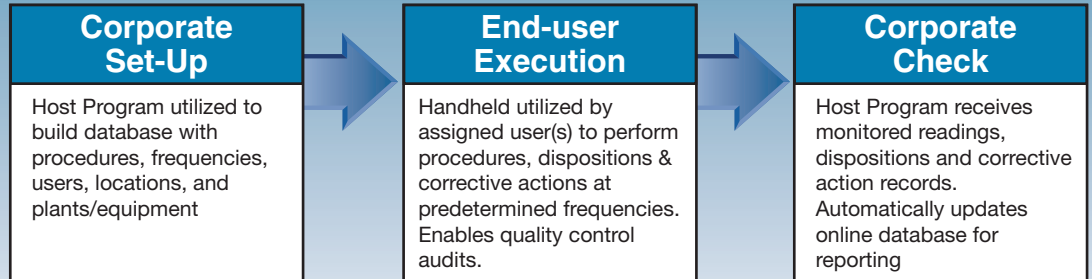 Corporate
Set-Up
Host Program utilized to
build database with
procedures, frequencies,
users, locations, and
plants/equipment
End-user
Execution
Handheld utilized by
assigned user(s) to perform
procedures, dispositions &
corrective actions at
predetermined frequencies.
Enables quality control
audits.
Corporate
Check
Host Program receives
monitored readings,
dispositions and corrective
action records.
Automatically updates
online database for
reporting